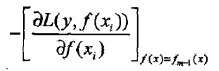 -[∂L(y, f(x_i))/∂f(x_i)]_{f(x)=f_{m-1}(x)}